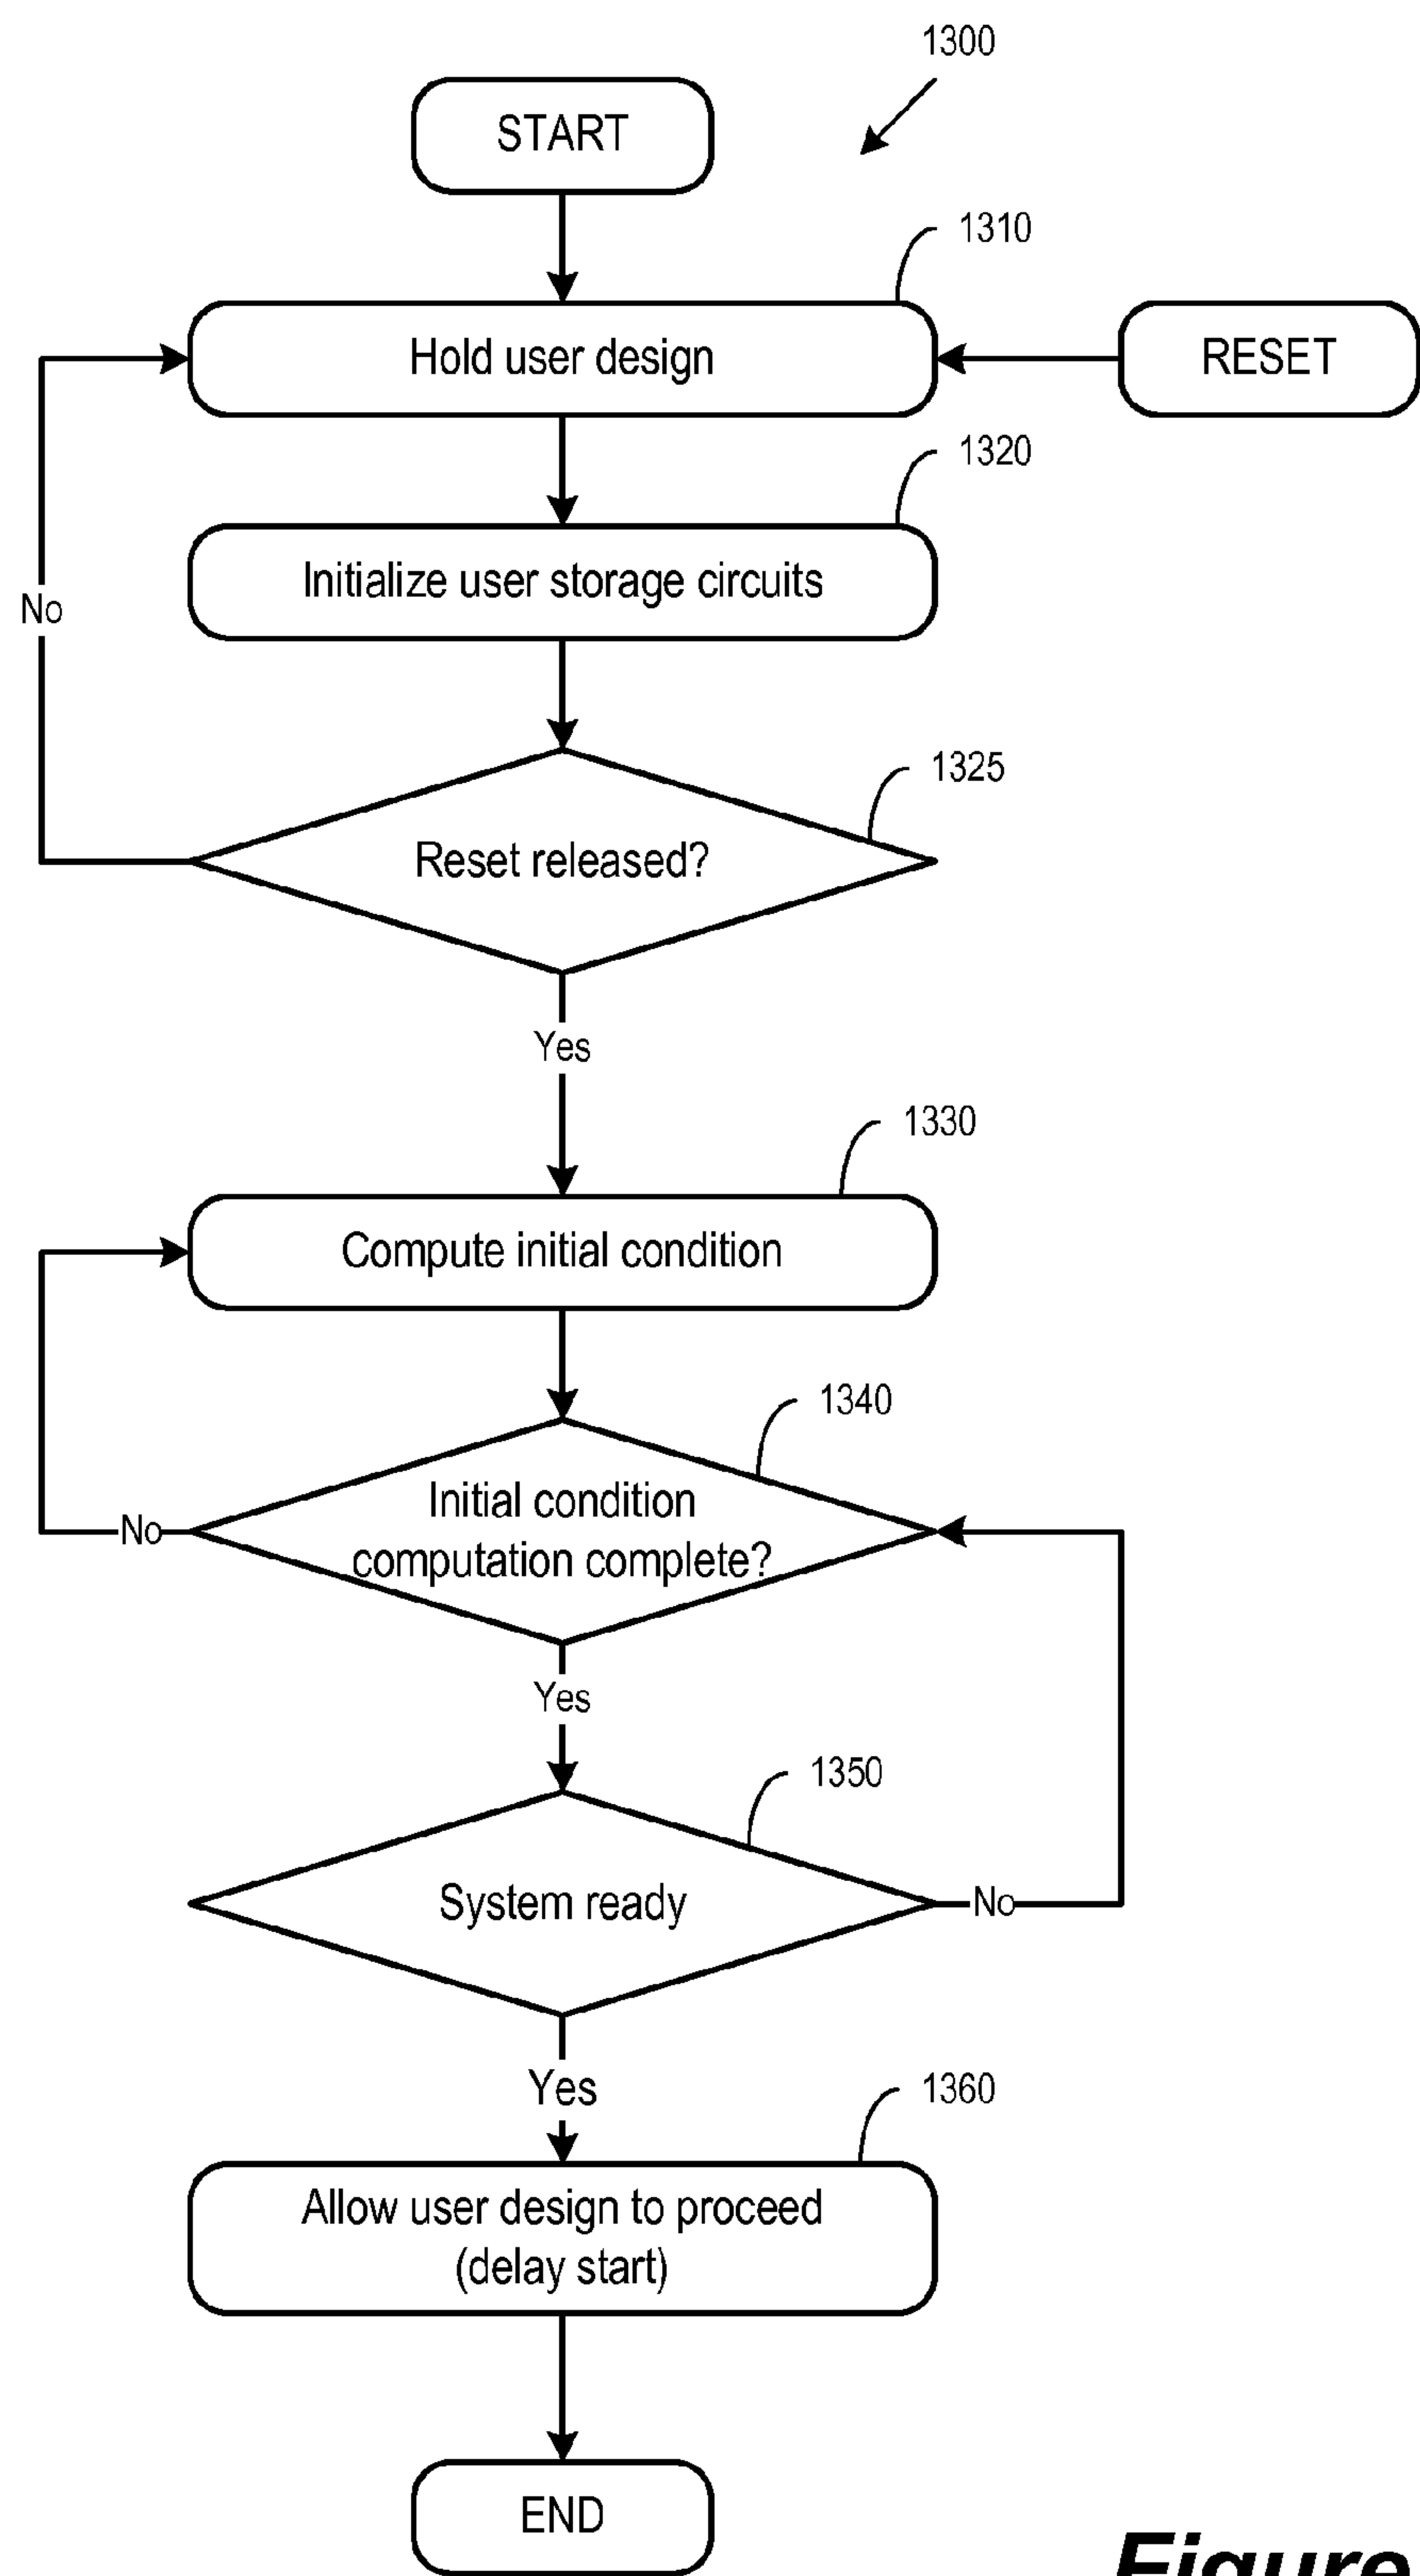 1300
START
1310
Hold user design
RESET
1320
Initialize user storage circuits
No
1325
Reset released?
Yes
1330
Compute initial condition
1340
Initial condition
computation complete?
No
Yes
1350
System ready
No
Yes
1360
Allow user design to proceed
(delay start)
END
Figure